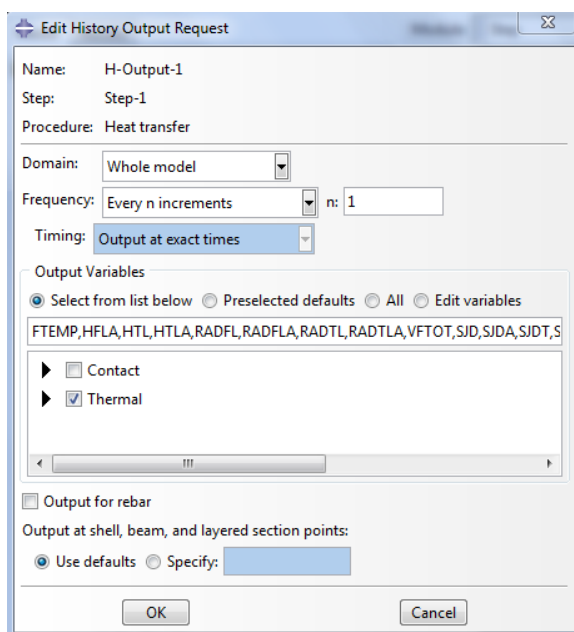 Edit History Output Request
Name: H-Output-1
Step: Step-1
Procedure: Heat transfer
Domain: Whole model
Frequency: Every n increments n: 1
Timing: Output at exact times
Output Variables
Select from list below Preselected defaults All Edit variables
FTEMP,HFLA,HTL,HTLA,RADFL,RADFLA,RADTL,RADTLA,VFTOT,SJD,SJDA,SJDT,S
Contact
Thermal
Output for rebar
Output at shell, beam, and layered section points:
Use defaults Specify:
OK Cancel